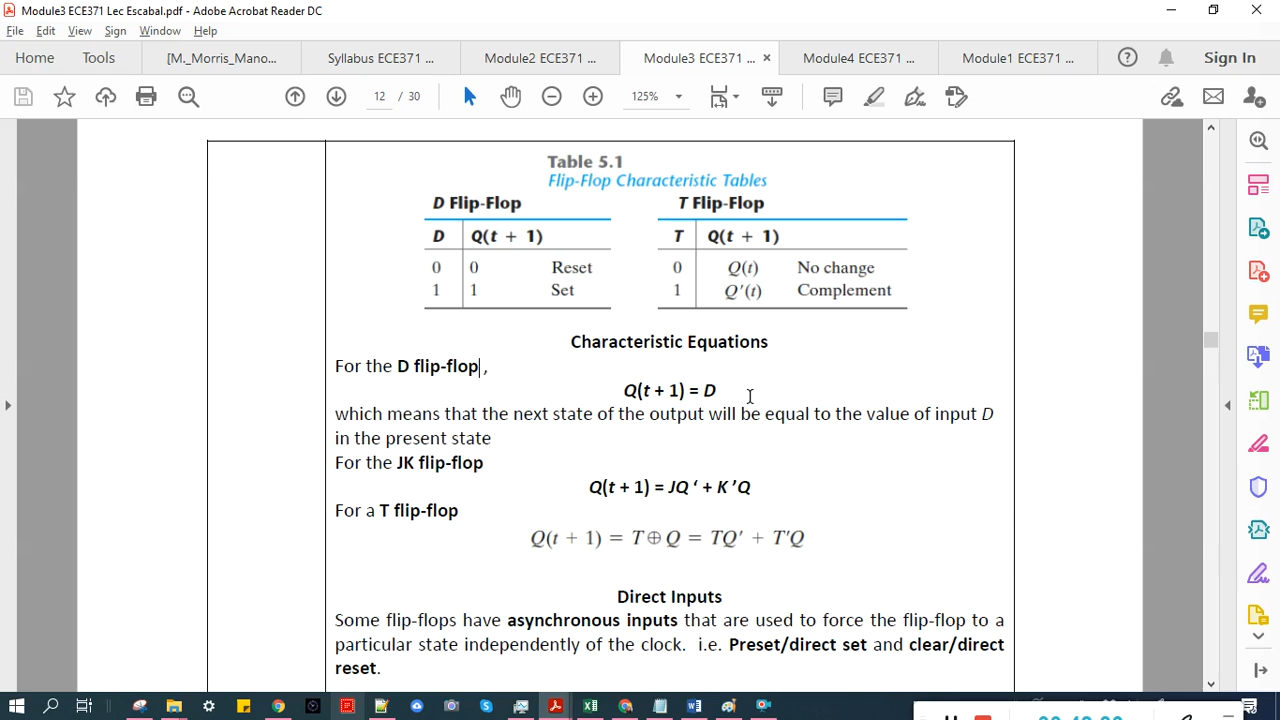 Module3 ECE371 Lec Escabal.pdf - Adobe Acrobat Reader DC
File Edit View Sign Window Help
Home Tools [M._Morris_Mano... Syllabus ECE371 ... Module2 ECE371 ... Module3 ECE371 ... × Module4 ECE371 ... Module1 ECE371 ... Sign In
12 / 30 125%
Table 5.1
Flip-Flop Characteristic Tables
D Flip-Flop T Flip-Flop
D Q(t + 1) T Q(t + 1)
0 0 Reset 0 Q(t) No change
1 1 Set 1 Q′(t) Complement
Characteristic Equations
For the D flip-flop ,
Q(t + 1) = D
which means that the next state of the output will be equal to the value of input D
in the present state
For the JK flip-flop
Q(t + 1) = JQ ‘ + K ’Q
For a T flip-flop
Q(t + 1) = T ⊕ Q = TQ′ + T′Q
Direct Inputs
Some flip-flops have asynchronous inputs that are used to force the flip-flop to a
particular state independently of the clock. i.e. Preset/direct set and clear/direct
reset.